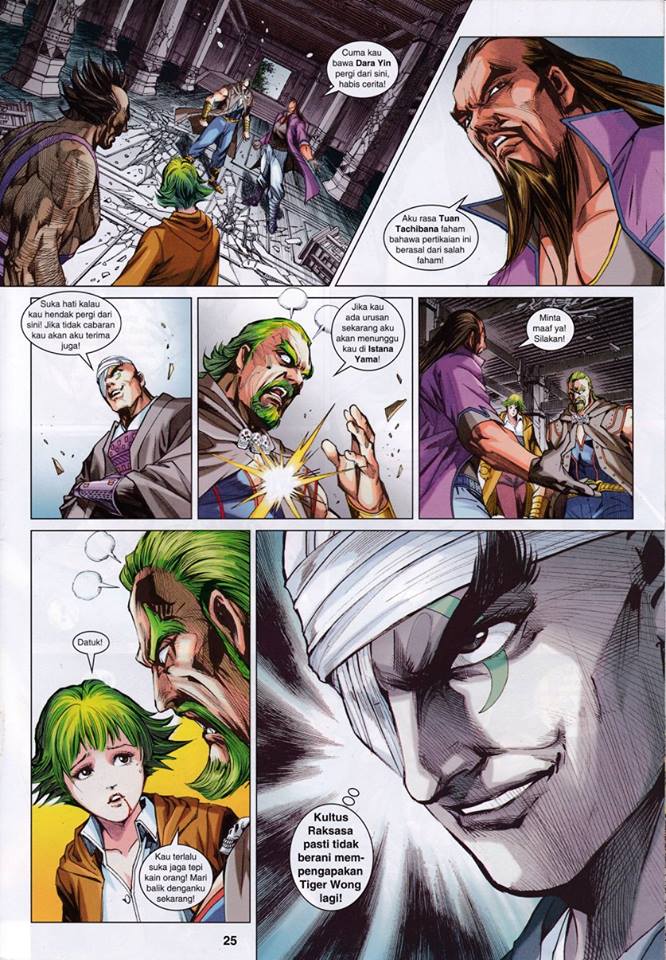 Cuma kau
bawa Dara Yin
pergi dari sini,
habis cerita!
Aku rasa Tuan
Tachibana faham
bahawa pertikaian ini
berasal dari salah
faham!
Suka hati kalau
kau hendak pergi dari
sini! Jika tidak cabaran
kau akan aku terima
juga!
Jika kau
ada urusan
sekarang aku
akan menunggu
kau di Istana
Yama!
Minta
maaf ya!
Silakan!
Datuk!
Kau terlalu
suka jaga tepi
kain orang! Mari
balik denganku
sekarang!
Kultus
Raksasa
pasti tidak
berani mem-
pengapakan
Tiger Wong
lagi!
25